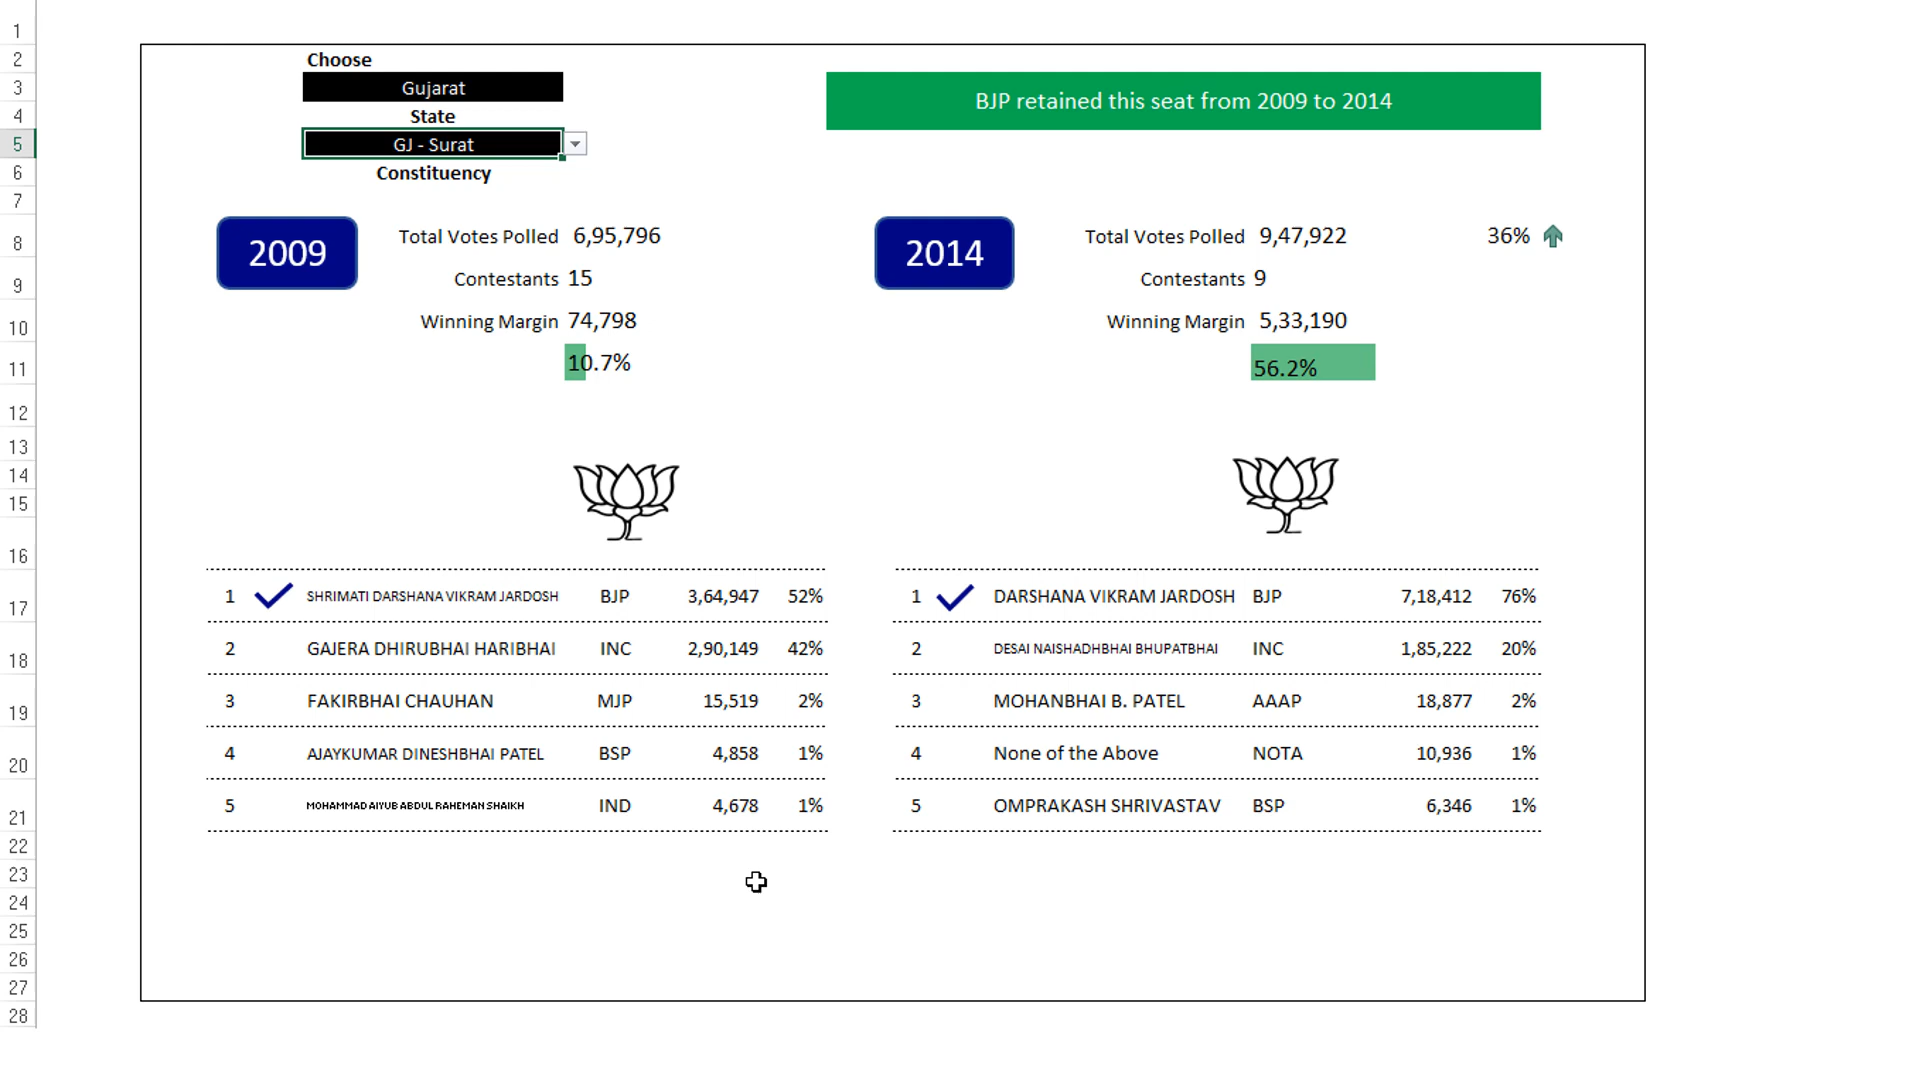 Choose
Gujarat
State
GJ - Surat
Constituency
BJP retained this seat from 2009 to 2014
2009
Total Votes Polled 6,95,796
Contestants 15
Winning Margin 74,798
10.7%
2014
Total Votes Polled 9,47,922 36%
Contestants 9
Winning Margin 5,33,190
56.2%
1 SHRIMATI DARSHANA VIKRAM JARDOSH BJP 3,64,947 52%
2 GAJERA DHIRUBHAI HARIBHAI INC 2,90,149 42%
3 FAKIRBHAI CHAUHAN MJP 15,519 2%
4 AJAYKUMAR DINESHBHAI PATEL BSP 4,858 1%
5 MOHAMMAD AIYUB ABDUL RAHEMAN SHAIKH IND 4,678 1%
1 DARSHANA VIKRAM JARDOSH BJP 7,18,412 76%
2 DESAI NAISHADHBHAI BHUPATBHAI INC 1,85,222 20%
3 MOHANBHAI B. PATEL AAAP 18,877 2%
4 None of the Above NOTA 10,936 1%
5 OMPRAKASH SHRIVASTAV BSP 6,346 1%
1
2
3
4
5
6
7
8
9
10
11
12
13
14
15
16
17
18
19
20
21
22
23
24
25
26
27
28